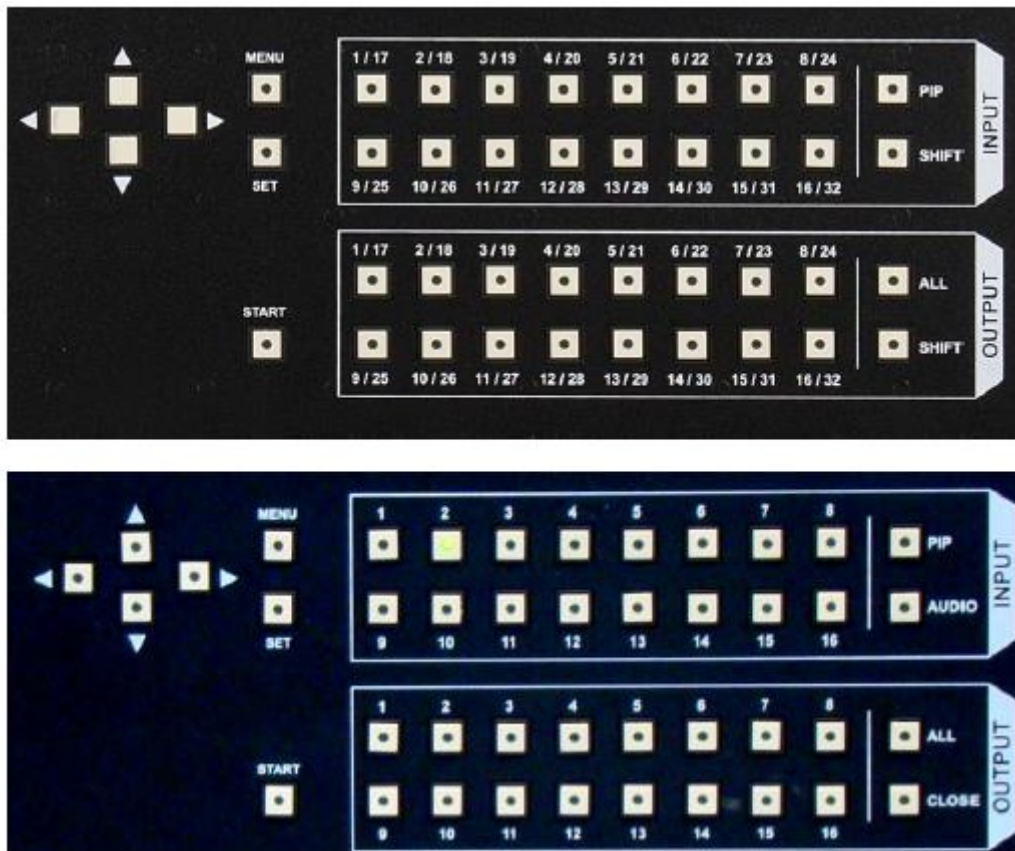 MENU
1 / 17 2 / 18 3 / 19 4 / 20 5 / 21 6 / 22 7 / 23 8 / 24
PIP
SHIFT
INPUT
SET
9 / 25 10 / 26 11 / 27 12 / 28 13 / 29 14 / 30 15 / 31 16 / 32
1 / 17 2 / 18 3 / 19 4 / 20 5 / 21 6 / 22 7 / 23 8 / 24
ALL
START
SHIFT
OUTPUT
9 / 25 10 / 26 11 / 27 12 / 28 13 / 29 14 / 30 15 / 31 16 / 32
MENU
1 2 3 4 5 6 7 8
PIP
AUDIO
INPUT
SET
9 10 11 12 13 14 15 16
1 2 3 4 5 6 7 8
ALL
START
CLOSE
OUTPUT
9 10 11 12 13 14 15 16